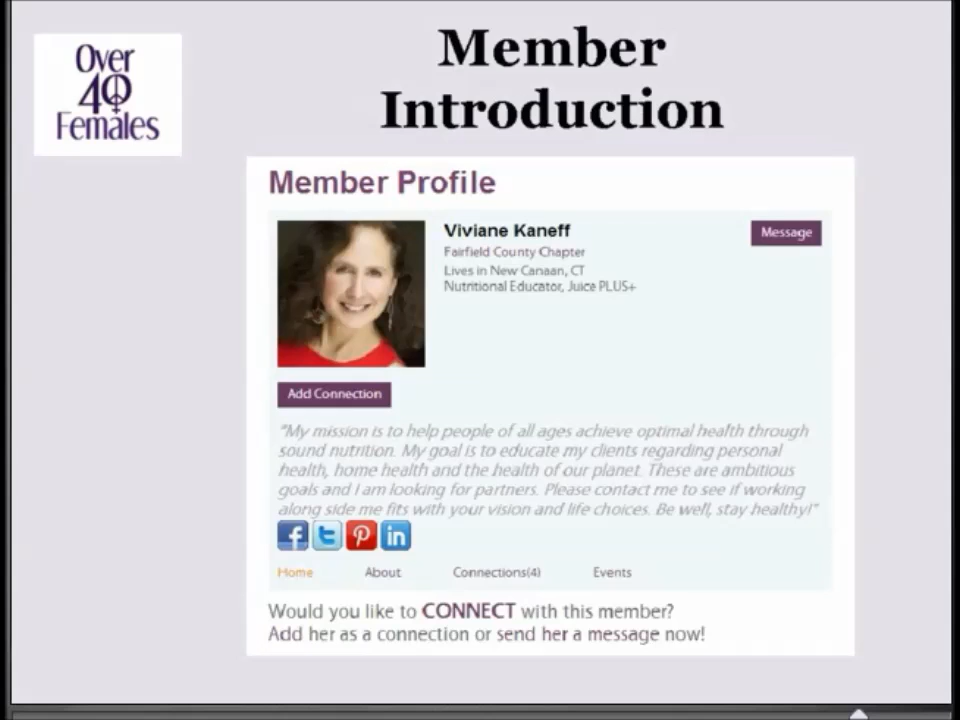 Over
40
Females
Member
Introduction
Member Profile
Viviane Kaneff
Message
Fairfield County Chapter
Lives in New Canaan, CT
Nutritional Educator, Juice PLUS+
Add Connection
"My mission is to help people of all ages achieve optimal health through
sound nutrition. My goal is to educate my clients regarding personal
health, home health and the health of our planet. These are ambitious
goals and I am looking for partners. Please contact me to see if working
along side me fits with your vision and life choices. Be well, stay healthy!"
Home About Connections(4) Events
Would you like to CONNECT with this member?
Add her as a connection or send her a message now!